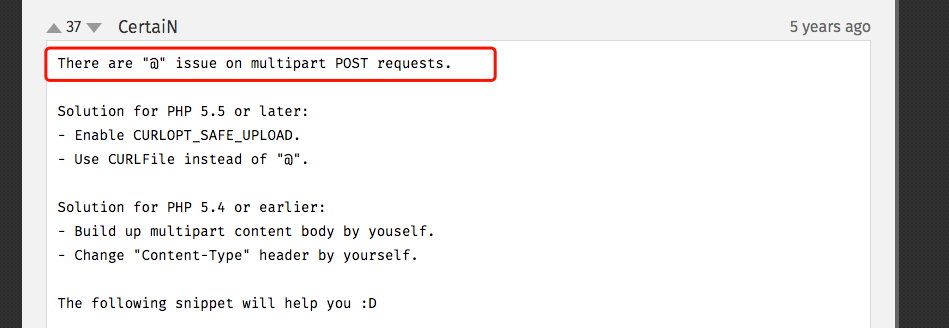 37 CertaiN 5 years ago
There are "@" issue on multipart POST requests.
Solution for PHP 5.5 or later:
- Enable CURLOPT_SAFE_UPLOAD.
- Use CURLFile instead of "@".
Solution for PHP 5.4 or earlier:
- Build up multipart content body by youself.
- Change "Content-Type" header by yourself.
The following snippet will help you :D